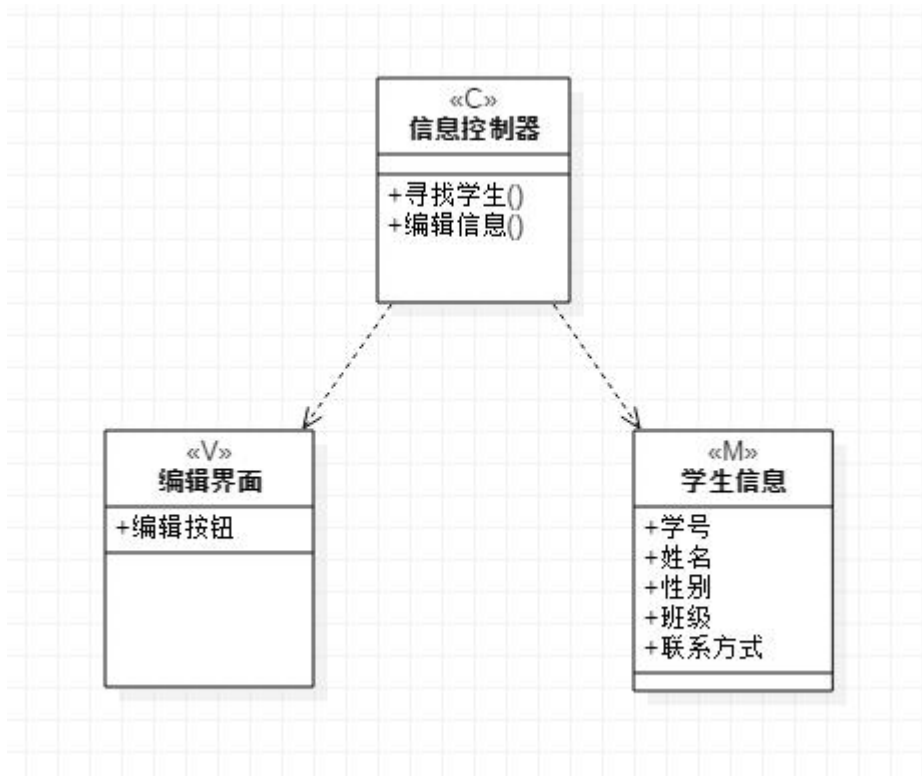 «C»
信息控制器
+寻找学生()
+编辑信息()
«V»
编辑界面
+编辑按钮
«M»
学生信息
+学号
+姓名
+性别
+班级
+联系方式